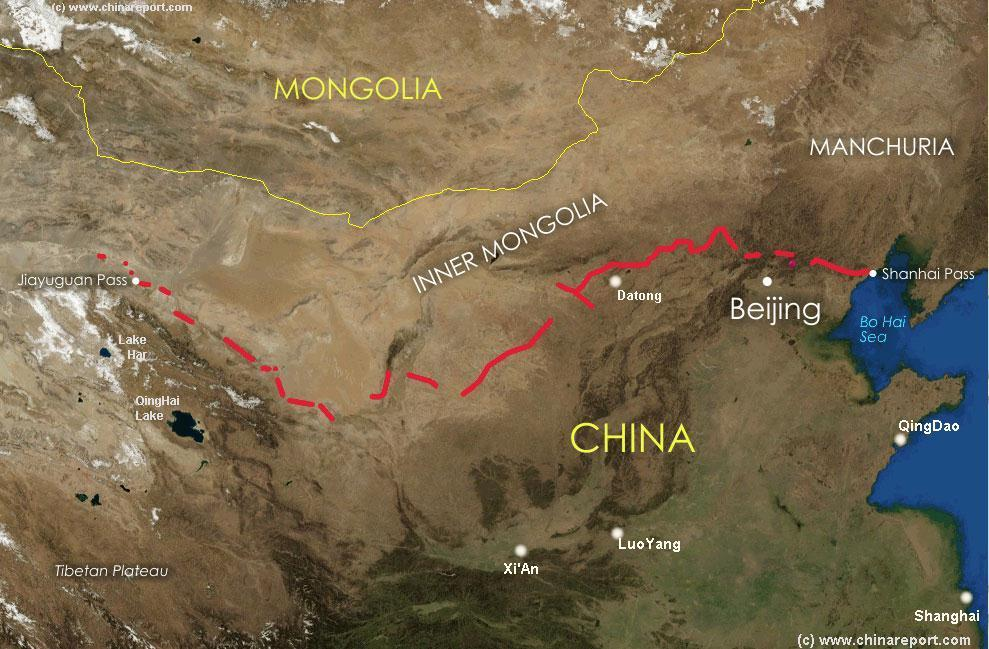 (c) www.chinareport.com
MONGOLIA
MANCHURIA
INNER MONGOLIA
Jiayuguan Pass
Shanhai Pass
Datong
Beijing
Bo Hai
Sea
Lake
Har
QingHai
Lake
CHINA
QingDao
LuoYang
Xi'An
Tibetan Plateau
Shanghai
(c) www.chinareport.com